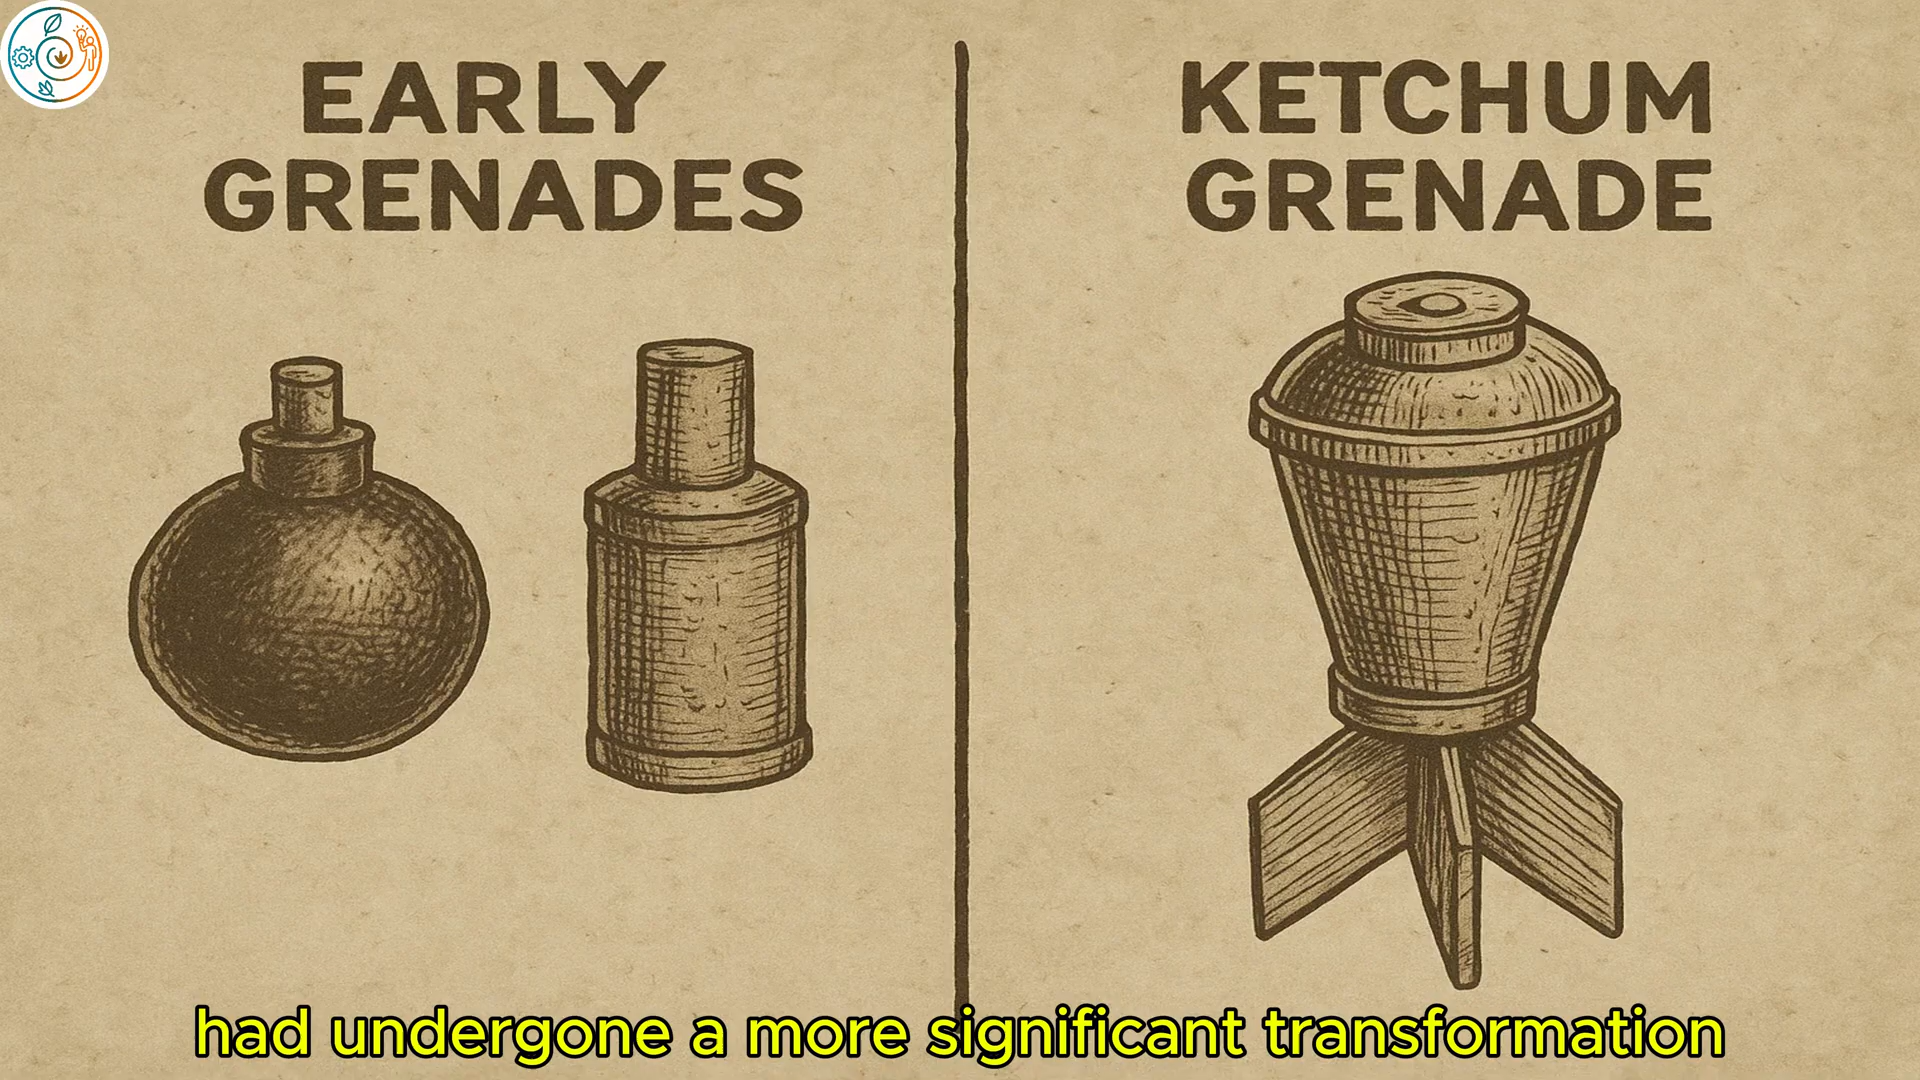 EARLY
GRENADES
KETCHUM
GRENADE
had undergone a more significant transformation